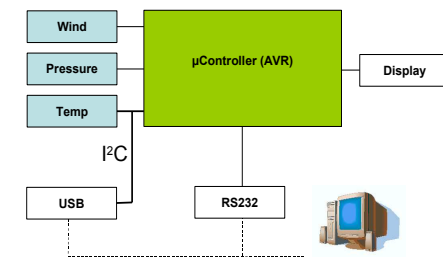 Wind
Pressure
Temp
µController (AVR)
Display
I²C
USB
RS232